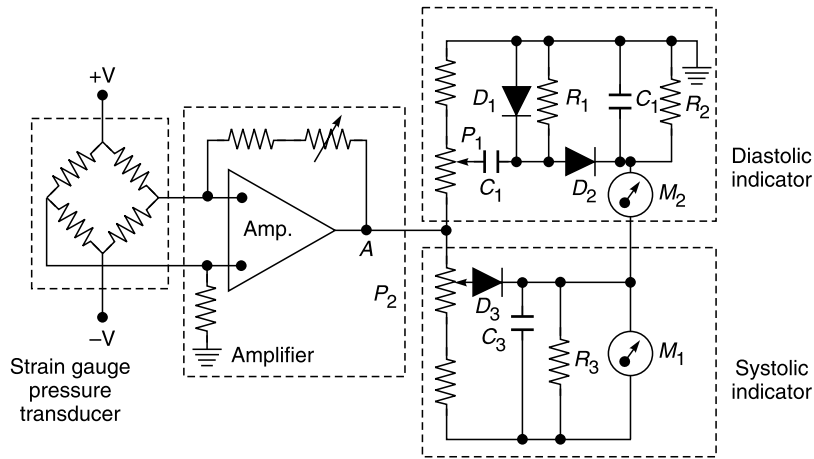 +V
−V
Strain gauge
pressure
transducer
Amp.
A
Amplifier
P2
D1
R1
C1
R2
P1
C1
D2
M2
Diastolic
indicator
D3
C3
R3
M1
Systolic
indicator